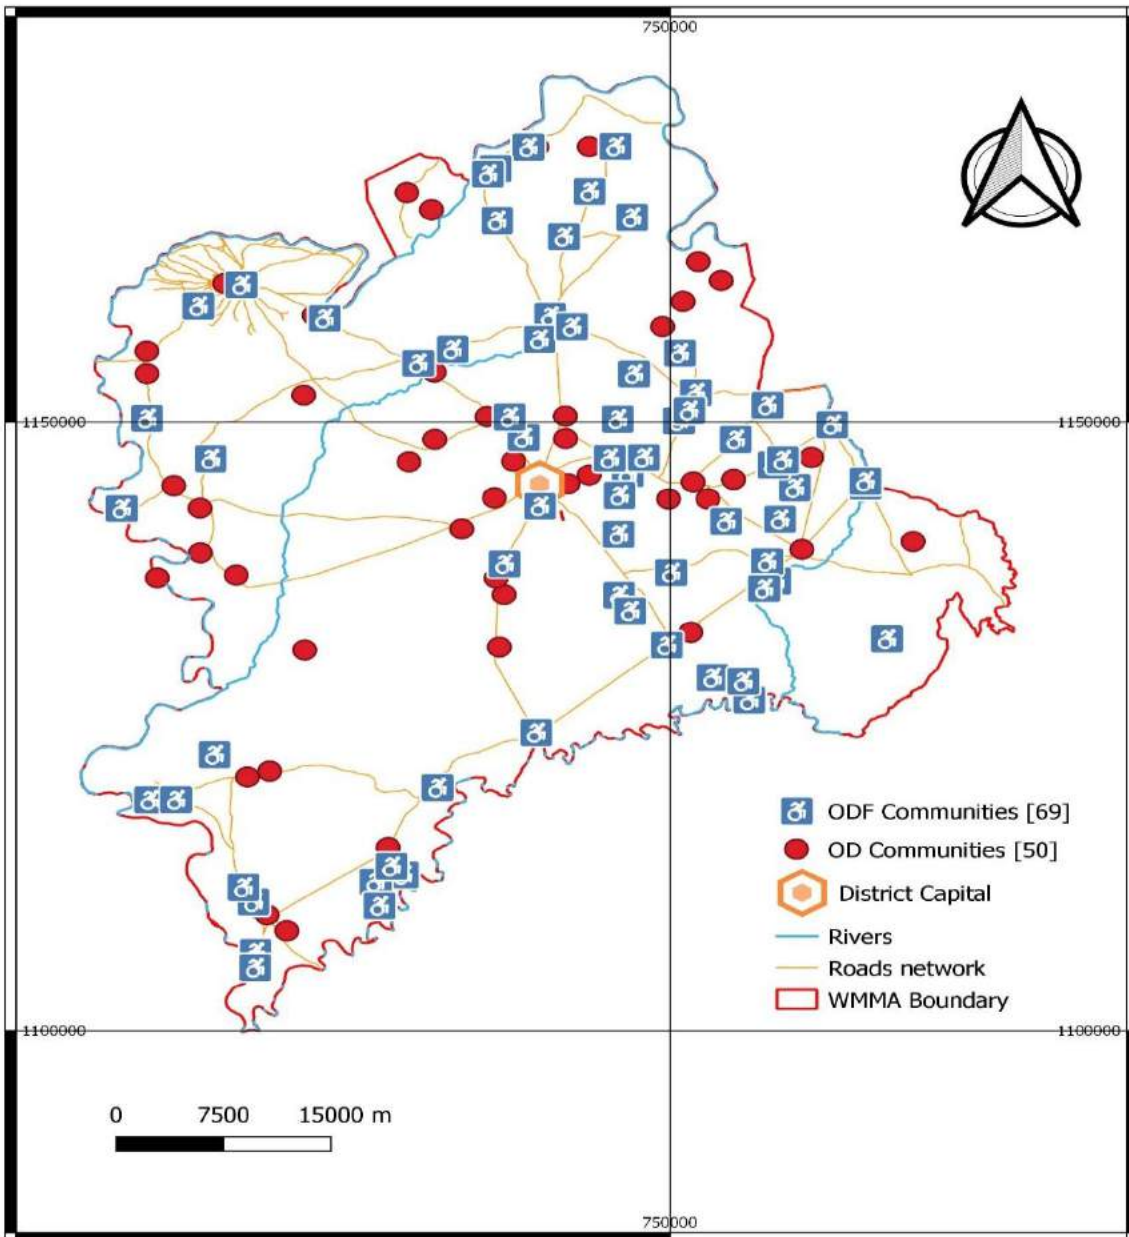 750000
1150000
1150000
ODF Communities [69]
OD Communities [50]
District Capital
Rivers
Roads network
WMMA Boundary
1100000
1100000
0 7500 15000 m
750000